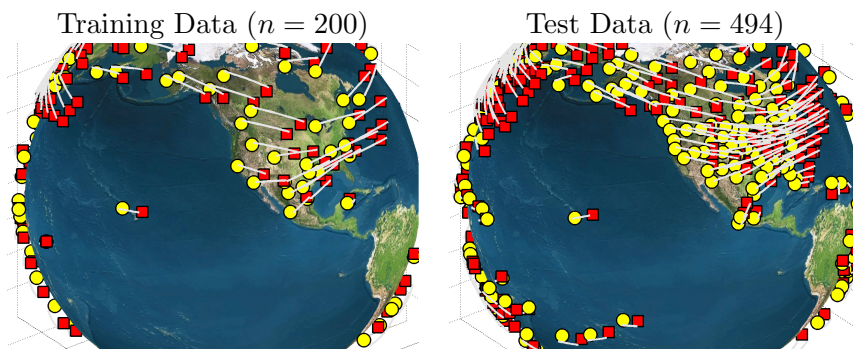 Training Data (n = 200)
Test Data (n = 494)